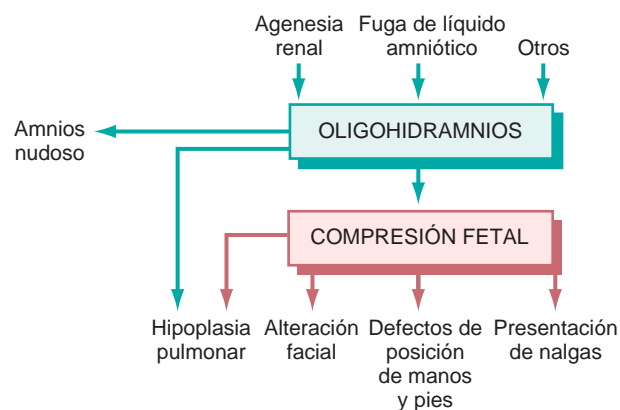 Agenesia
renal
Fuga de líquido
amniótico
Otros
OLIGOHIDRAMNIOS
Amnios
nudoso
COMPRESIÓN FETAL
Hipoplasia
pulmonar
Alteración
facial
Defectos de
posición
de manos
y pies
Presentación
de nalgas